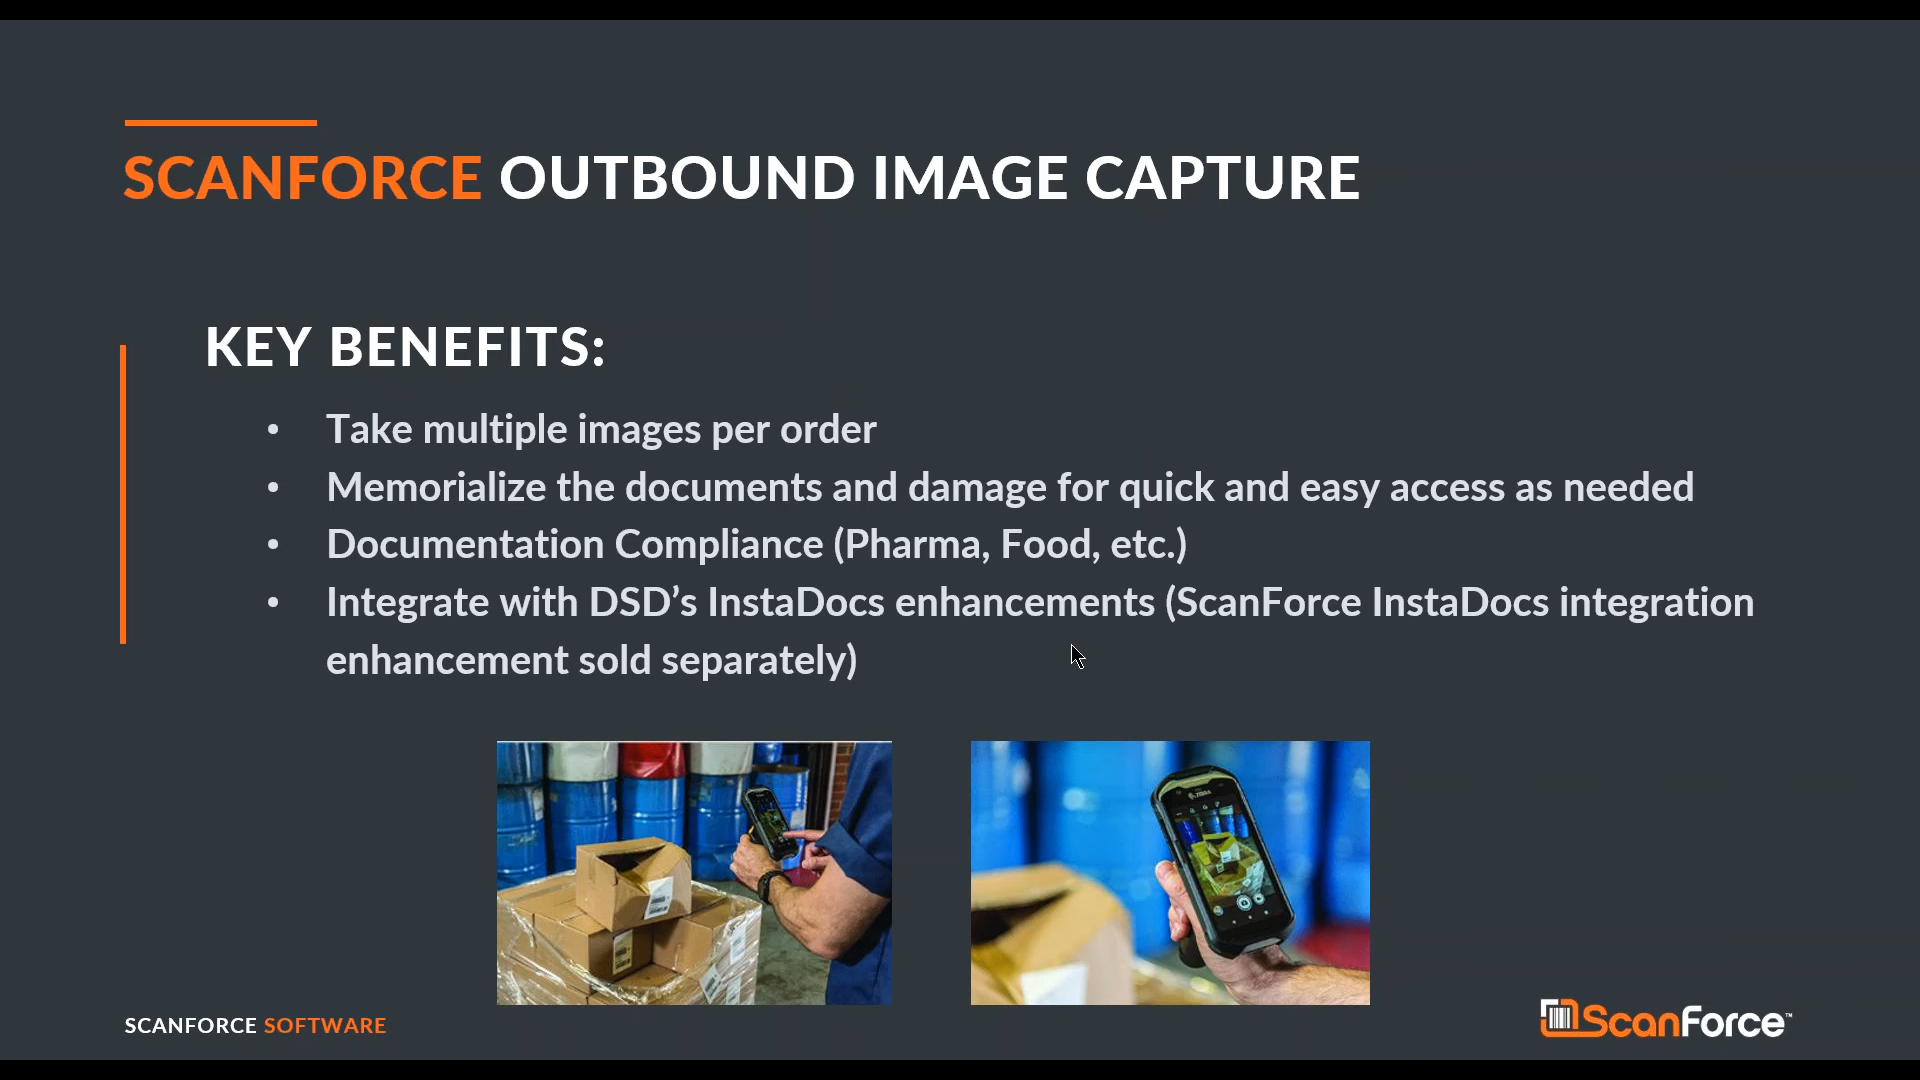 SCANFORCE OUTBOUND IMAGE CAPTURE
KEY BENEFITS:
• Take multiple images per order
• Memorialize the documents and damage for quick and easy access as needed
• Documentation Compliance (Pharma, Food, etc.)
• Integrate with DSD’s InstaDocs enhancements (ScanForce InstaDocs integration
enhancement sold separately)
ZEBRA
SCANFORCE SOFTWARE
ScanForce™